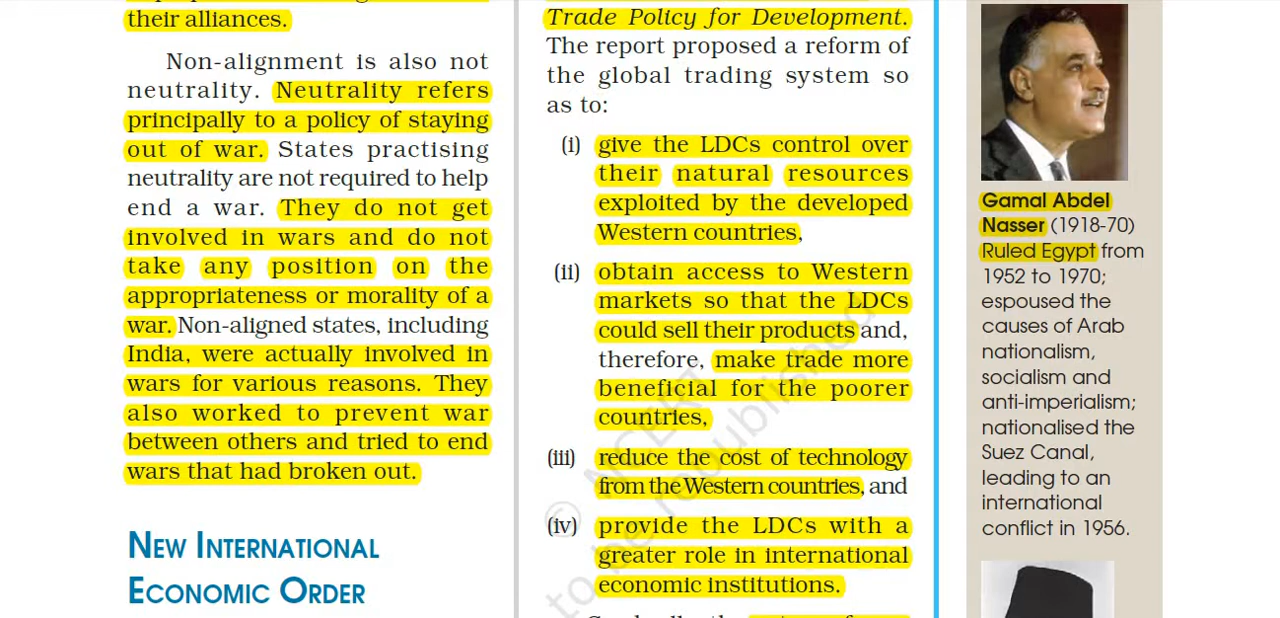 their alliances.
Non-alignment is also not
neutrality. Neutrality refers
principally to a policy of staying
out of war. States practising
neutrality are not required to help
end a war. They do not get
involved in wars and do not
take any position on the
appropriateness or morality of a
war. Non-aligned states, including
India, were actually involved in
wars for various reasons. They
also worked to prevent war
between others and tried to end
wars that had broken out.
NEW INTERNATIONAL
ECONOMIC ORDER
Trade Policy for Development.
The report proposed a reform of
the global trading system so
as to:
(i) give the LDCs control over
their natural resources
exploited by the developed
Western countries,
(ii) obtain access to Western
markets so that the LDCs
could sell their products and,
therefore, make trade more
beneficial for the poorer
countries,
(iii) reduce the cost of technology
from the Western countries, and
(iv) provide the LDCs with a
greater role in international
economic institutions.
© NCERT
to be republished
Gamal Abdel
Nasser (1918-70)
Ruled Egypt from
1952 to 1970;
espoused the
causes of Arab
nationalism,
socialism and
anti-imperialism;
nationalised the
Suez Canal,
leading to an
international
conflict in 1956.